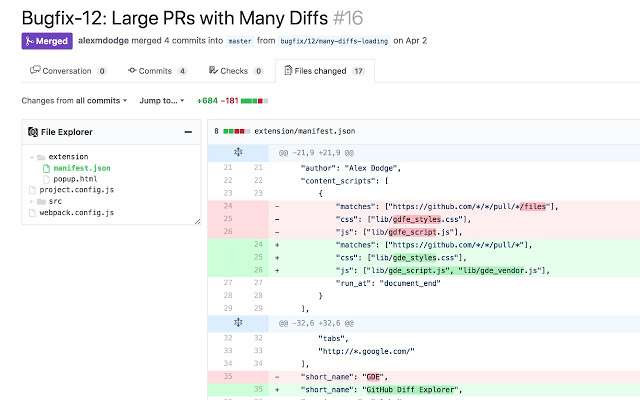 Bugfix-12: Large PRs with Many Diffs #16
Merged alexmdodge merged 4 commits into master from bugfix/12/many-diffs-loading on Apr 2
Conversation 0 Commits 4 Checks 0 Files changed 17
Changes from all commits Jump to... +684 −181
File Explorer
extension
manifest.json
popup.html
project.config.js
src
webpack.config.js
8 extension/manifest.json
@@ -21,9 +21,9 @@
21 21 "author": "Alex Dodge",
22 22 "content_scripts": [
23 23 {
24 - "matches": ["https://github.com/*/*/pull/*/files"],
25 - "css": ["lib/gdfe_styles.css"],
26 - "js": ["lib/gdfe_script.js"],
24 + "matches": ["https://github.com/*/*/pull/*"],
25 + "css": ["lib/gde_styles.css"],
26 + "js": ["lib/gde_script.js", "lib/gde_vendor.js"],
27 27 "run_at": "document_end"
28 28 }
29 29 ],
@@ -32,6 +32,6 @@
32 32 "tabs",
33 33 "http://*.google.com/"
34 34 ],
35 - "short_name": "GDE",
35 + "short_name": "GitHub Diff Explorer",